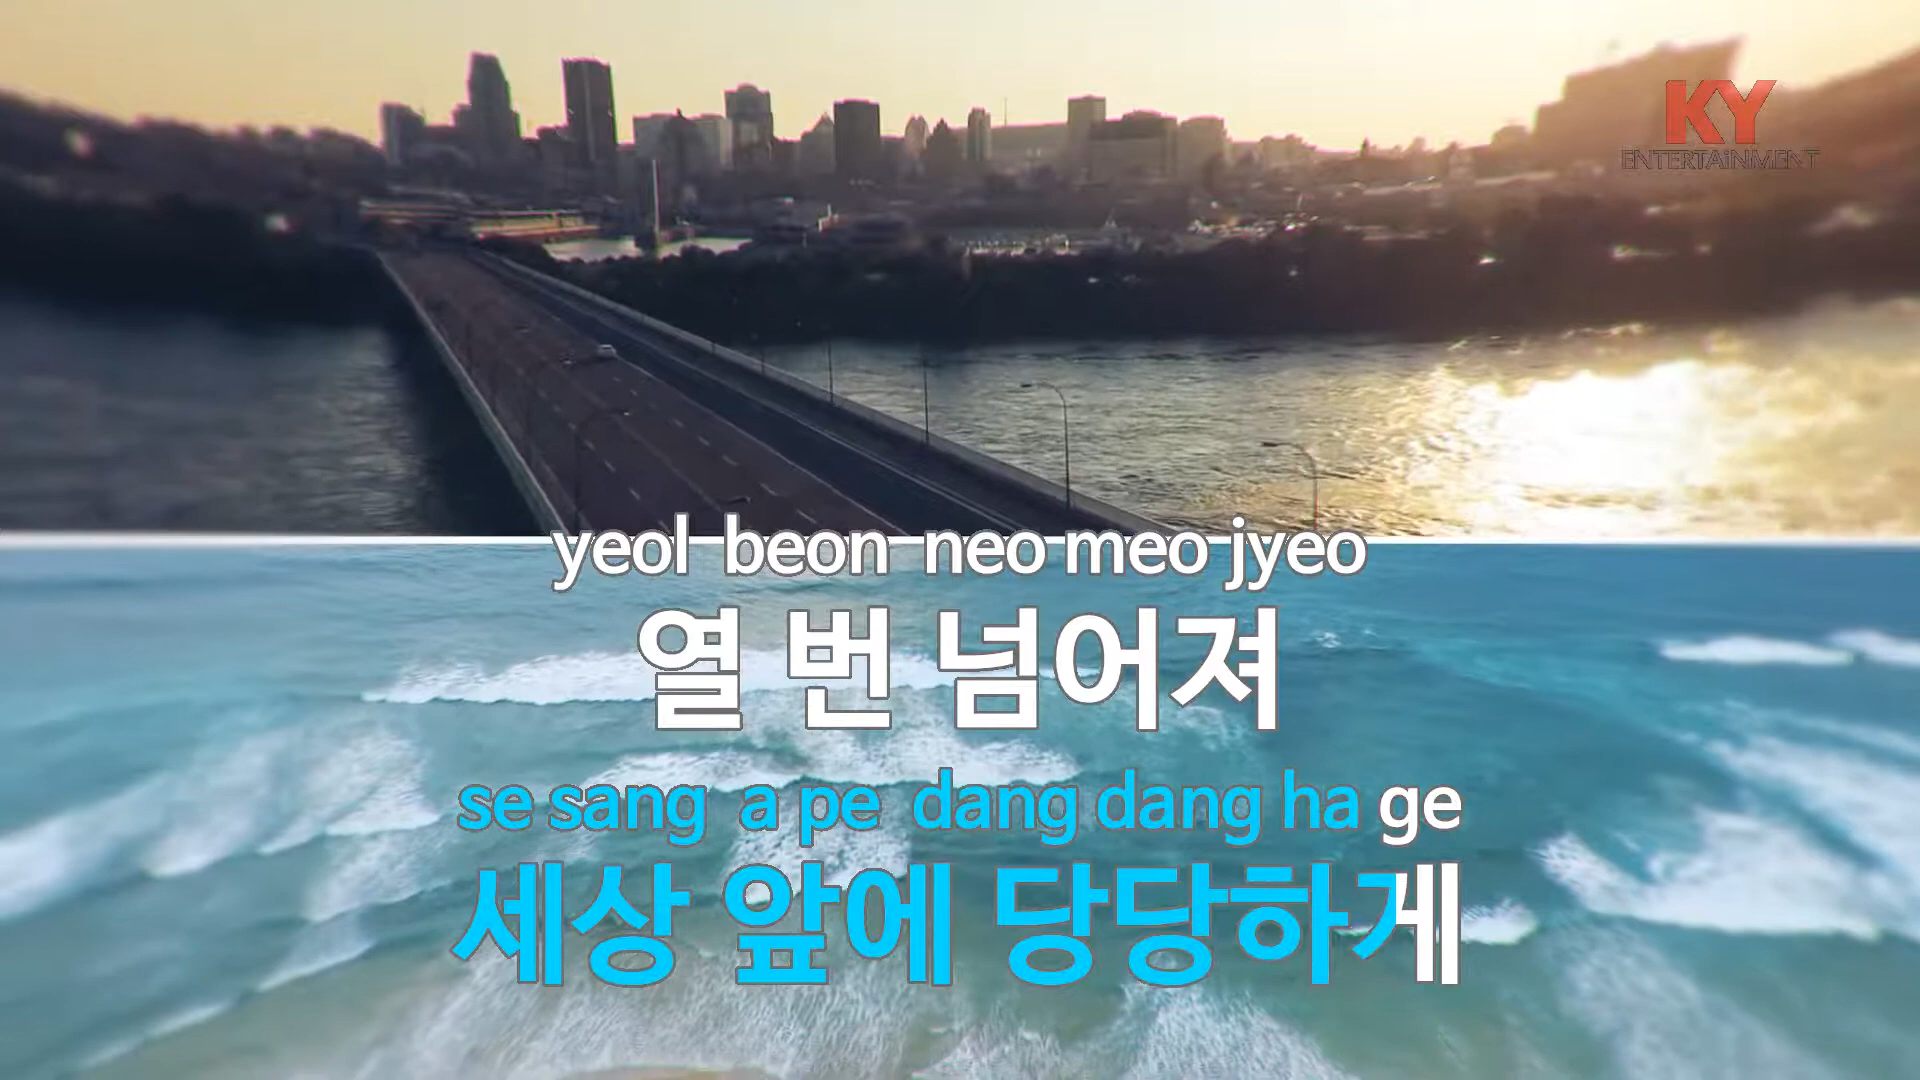 KY
ENTERTAiNMENT
yeol beon neo meo jyeo
열 번 넘어져
se sang a pe dang dang ha ge
세상 앞에 당당하게